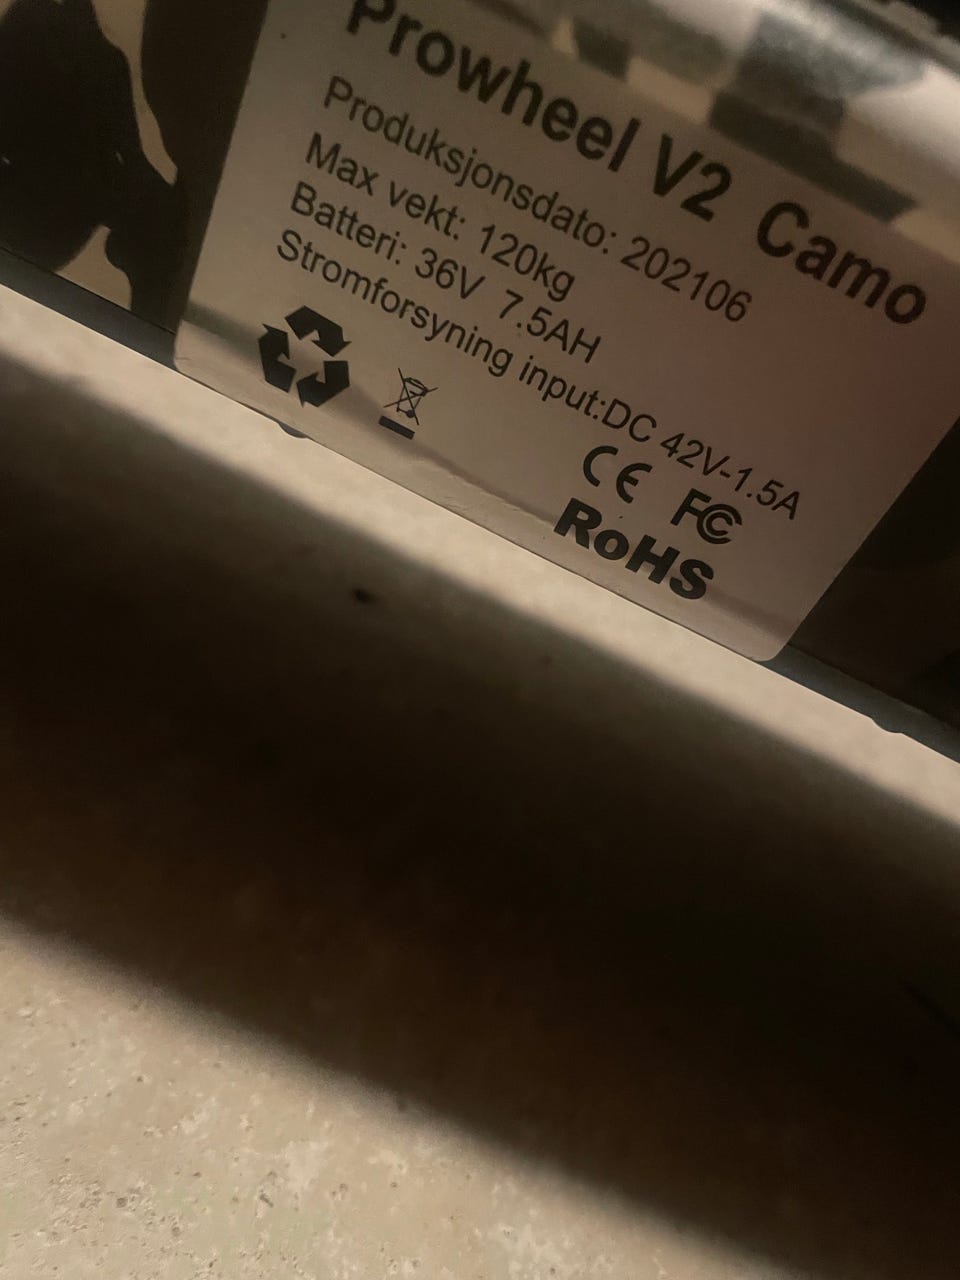 Prowheel V2 Camo
Produksjonsdato: 202106
Max vekt: 120kg
Batteri: 36V 7.5AH
Stromforsyning input:DC 42V-1.5A
CE FC
RoHS